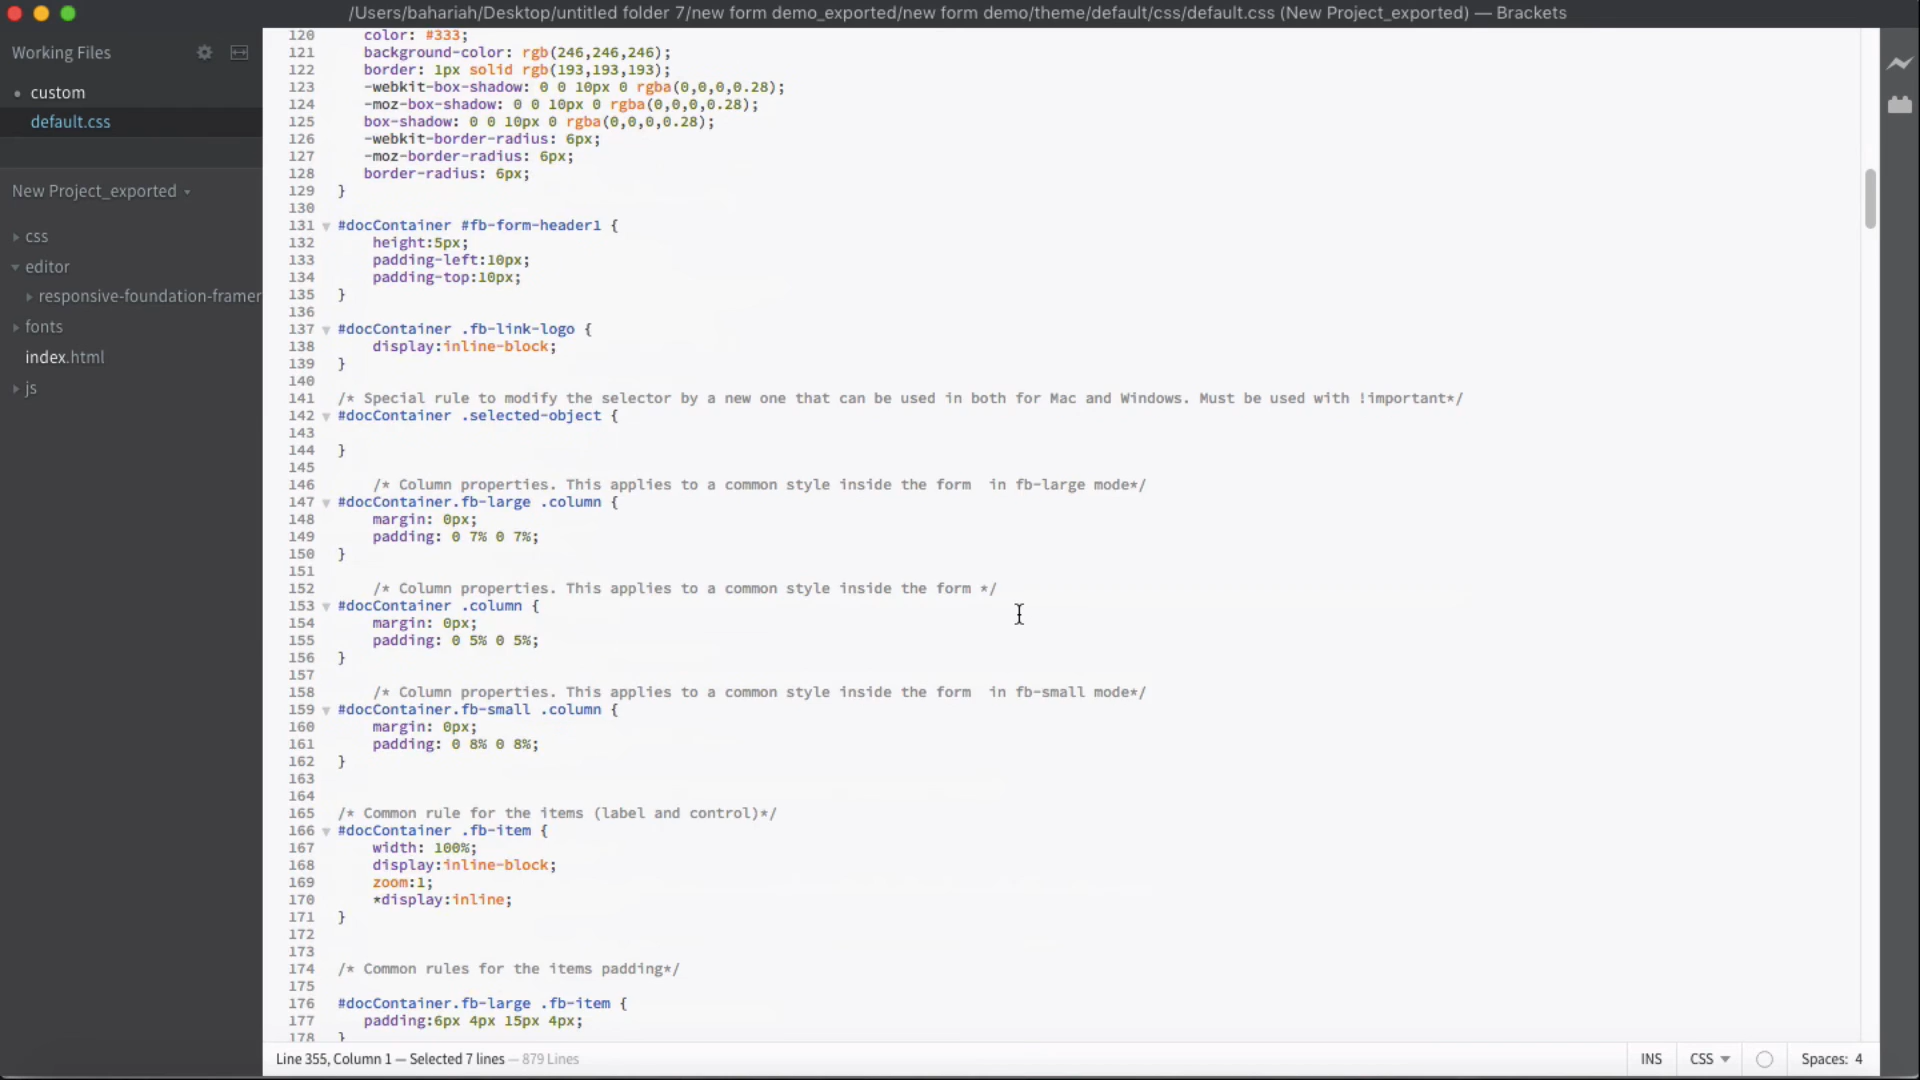 /Users/bahariah/Desktop/untitled folder 7/new form demo_exported/new form demo/theme/default/css/default.css (New Project_exported) — Brackets
Working Files
custom
default.css
New Project_exported
css
editor
responsive-foundation-framer
fonts
index.html
js
120 color: #333;
121 background-color: rgb(246,246,246);
122 border: 1px solid rgb(193,193,193);
123 -webkit-box-shadow: 0 0 10px 0 rgba(0,0,0,0.28);
124 -moz-box-shadow: 0 0 10px 0 rgba(0,0,0,0.28);
125 box-shadow: 0 0 10px 0 rgba(0,0,0,0.28);
126 -webkit-border-radius: 6px;
127 -moz-border-radius: 6px;
128 border-radius: 6px;
129 }
130
131 #docContainer #fb-form-header1 {
132 height:5px;
133 padding-left:10px;
134 padding-top:10px;
135 }
136
137 #docContainer .fb-link-logo {
138 display:inline-block;
139 }
140
141 /* Special rule to modify the selector by a new one that can be used in both for Mac and Windows. Must be used with !important*/
142 #docContainer .selected-object {
143
144 }
145
146 /* Column properties. This applies to a common style inside the form  in fb-large mode*/
147 #docContainer.fb-large .column {
148 margin: 0px;
149 padding: 0 7% 0 7%;
150 }
151
152 /* Column properties. This applies to a common style inside the form */
153 #docContainer .column {
154 margin: 0px;
155 padding: 0 5% 0 5%;
156 }
157
158 /* Column properties. This applies to a common style inside the form  in fb-small mode*/
159 #docContainer.fb-small .column {
160 margin: 0px;
161 padding: 0 8% 0 8%;
162 }
163
164
165 /* Common rule for the items (label and control)*/
166 #docContainer .fb-item {
167 width: 100%;
168 display:inline-block;
169 zoom:1;
170 *display:inline;
171 }
172
173
174 /* Common rules for the items padding*/
175
176 #docContainer.fb-large .fb-item {
177 padding:6px 4px 15px 4px;
178 }
Line 355, Column 1 — Selected 7 lines — 879 Lines
INS
CSS
Spaces: 4